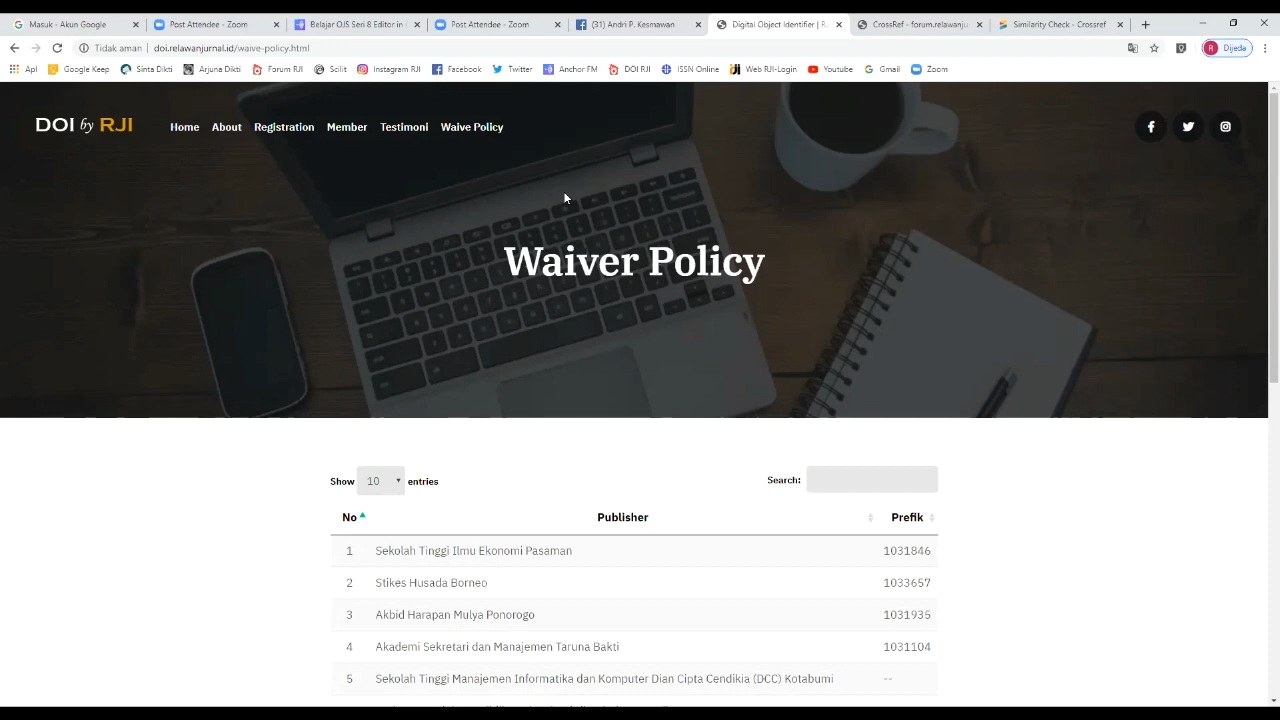 Masuk - Akun Google
Post Attendee - Zoom
Belajar OJS Seri 8 Editor in
Post Attendee - Zoom
(31) Andri P. Kesmawan
Digital Object Identifier | R
CrossRef - forum.relawanju
Similarity Check - Crossref
Tidak aman | doi.relawanjurnal.id/waive-policy.html
R Dijeda
Apl
Google Keep
Sinta Dikti
Arjuna Dikti
Forum RJI
Scilit
Instagram RJI
Facebook
Twitter
Anchor FM
DOI RJI
ISSN Online
Web RJI-Login
Youtube
Gmail
Zoom
DOI by RJI
Home
About
Registration
Member
Testimoni
Waive Policy
Waiver Policy
Show 10 entries
Search:
No Publisher Prefik
1 Sekolah Tinggi Ilmu Ekonomi Pasaman 1031846
2 Stikes Husada Borneo 1033657
3 Akbid Harapan Mulya Ponorogo 1031935
4 Akademi Sekretari dan Manajemen Taruna Bakti 1031104
5 Sekolah Tinggi Manajemen Informatika dan Komputer Dian Cipta Cendikia (DCC) Kotabumi --